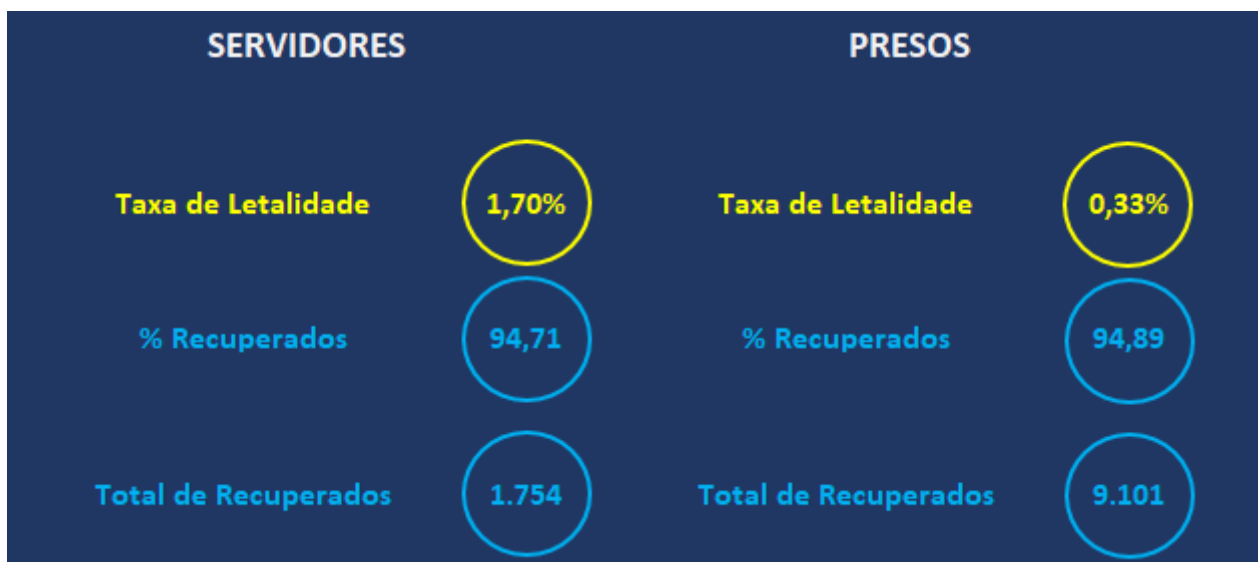 SERVIDORES
Taxa de Letalidade 1,70%
% Recuperados 94,71
Total de Recuperados 1.754
PRESOS
Taxa de Letalidade 0,33%
% Recuperados 94,89
Total de Recuperados 9.101